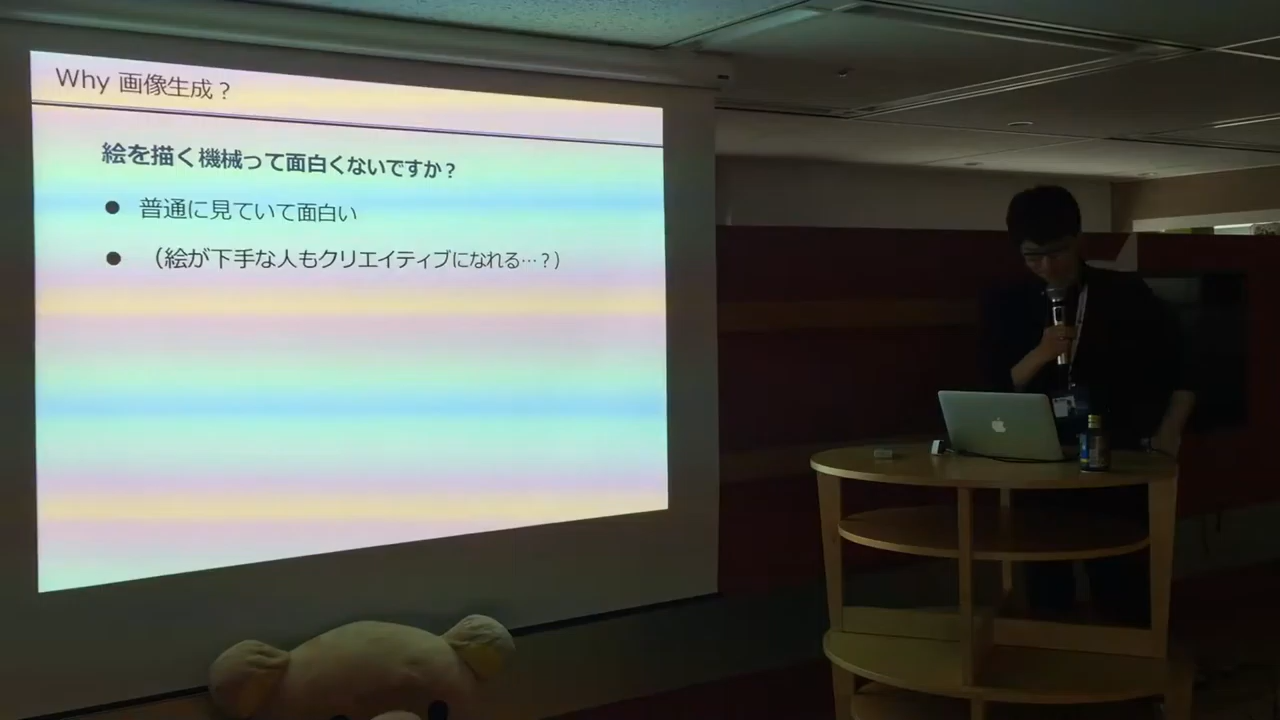 Why 画像生成？
絵を描く機械って面白くないですか？
● 普通に見ていて面白い
● （絵が下手な人もクリエイティブになれる…？）